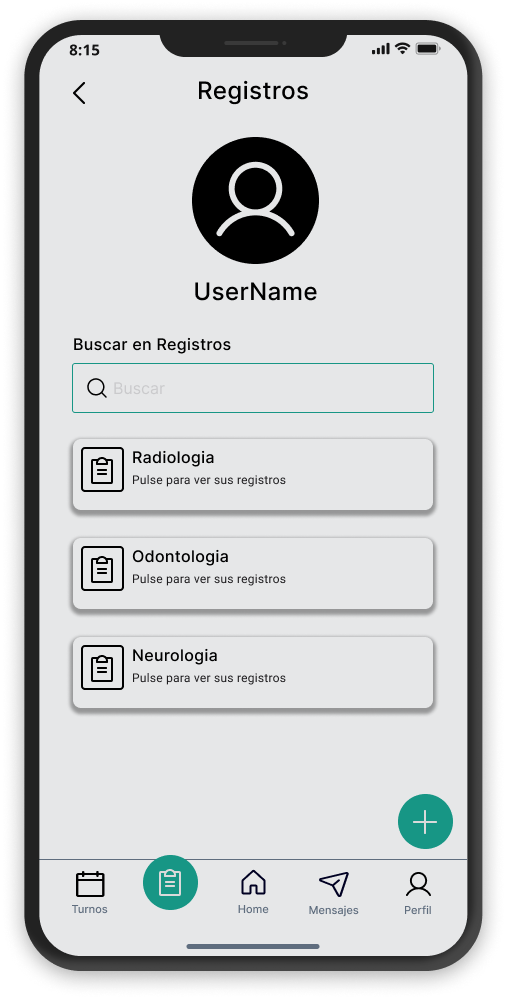 8:15
Registros
UserName
Buscar en Registros
Buscar
Radiologia
Pulse para ver sus registros
Odontologia
Pulse para ver sus registros
Neurologia
Pulse para ver sus registros
Turnos
Home
Mensajes
Perfil